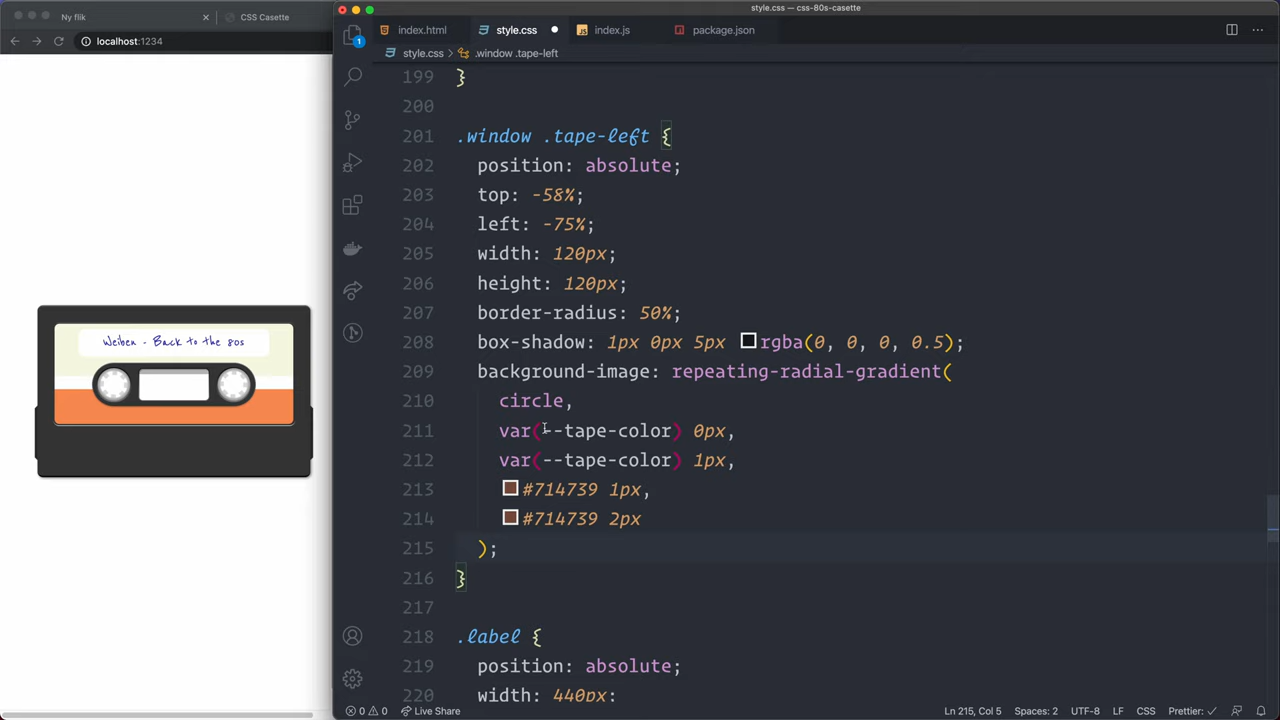 style.css — css-80s-casette
Ny flik
CSS Casette
index.html
style.css
index.js
package.json
localhost:1234
style.css
.window .tape-left
1
199 }
200
201 .window .tape-left {
202 position: absolute;
203 top: -58%;
204 left: -75%;
205 width: 120px;
206 height: 120px;
207 border-radius: 50%;
208 box-shadow: 1px 0px 5px rgba(0, 0, 0, 0.5);
209 background-image: repeating-radial-gradient(
210 circle,
211 var(--tape-color) 0px,
212 var(--tape-color) 1px,
213 #714739 1px,
214 #714739 2px
215 );
216 }
217
218 .label {
219 position: absolute;
220 width: 440px;
Weiben - Back to the 80s
0 0 Live Share
Ln 215, Col 5 Spaces: 2 UTF-8 LF CSS Prettier: ✓